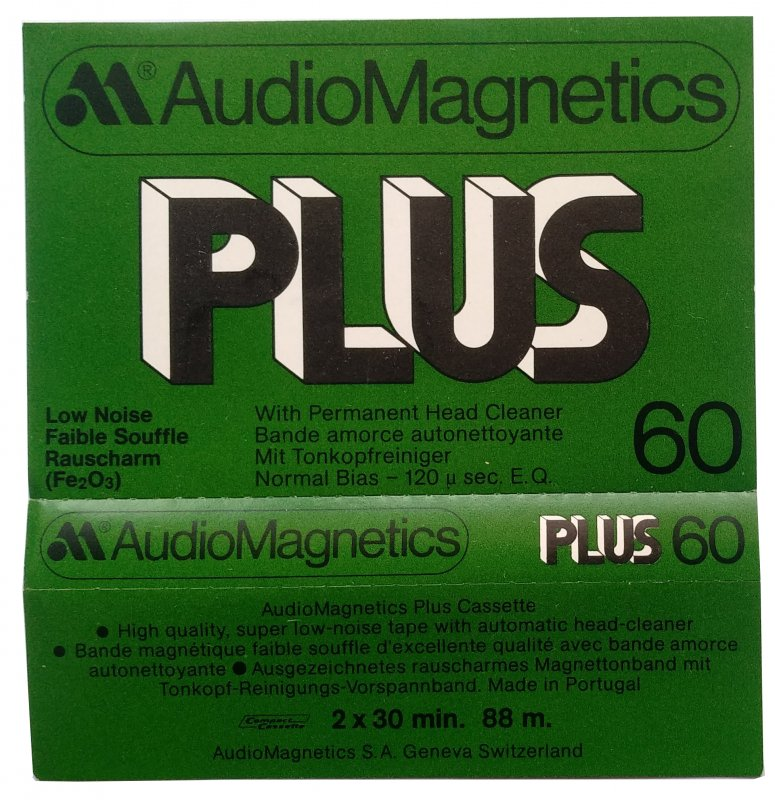 ® AudioMagnetics
PLUS
Low Noise
Faible Souffle
Rauscharm
(Fe₂O₃)
With Permanent Head Cleaner
Bande amorce autonettoyante
Mit Tonkopfreiniger
Normal Bias – 120 µ sec. E.Q.
60
® AudioMagnetics
PLUS 60
AudioMagnetics Plus Cassette
● High quality, super low-noise tape with automatic head-cleaner
● Bande magnétique faible souffle d'excellente qualité avec bande amorce
autonettoyante ● Ausgezeichnetes rauscharmes Magnettonband mit
Tonkopf-Reinigungs-Vorspannband. Made in Portugal
Compact Cassette 2 x 30 min. 88 m.
AudioMagnetics S.A. Geneva Switzerland